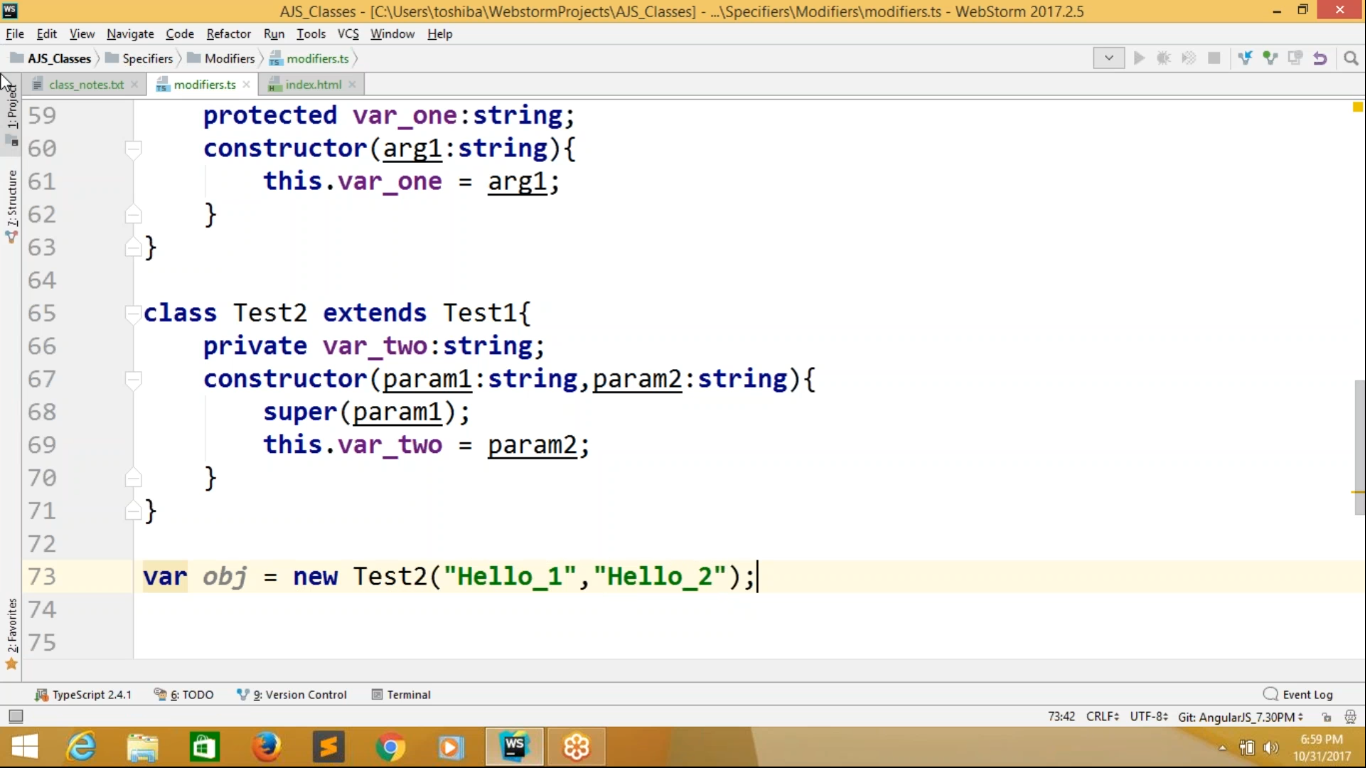 WS
AJS_Classes - [C:\Users\toshiba\WebstormProjects\AJS_Classes] - ...\Specifiers\Modifiers\modifiers.ts - WebStorm 2017.2.5
File Edit View Navigate Code Refactor Run Tools VCS Window Help
AJS_Classes Specifiers Modifiers modifiers.ts
class_notes.txt modifiers.ts index.html
1: Project
7: Structure
2: Favorites
59 protected var_one:string;
60 constructor(arg1:string){
61 this.var_one = arg1;
62 }
63 }
64
65 class Test2 extends Test1{
66 private var_two:string;
67 constructor(param1:string,param2:string){
68 super(param1);
69 this.var_two = param2;
70 }
71 }
72
73 var obj = new Test2("Hello_1","Hello_2");
74
75
TypeScript 2.4.1 6: TODO 9: Version Control Terminal Event Log
73:42 CRLF UTF-8 Git: AngularJS_7.30PM
WS
6:59 PM
10/31/2017